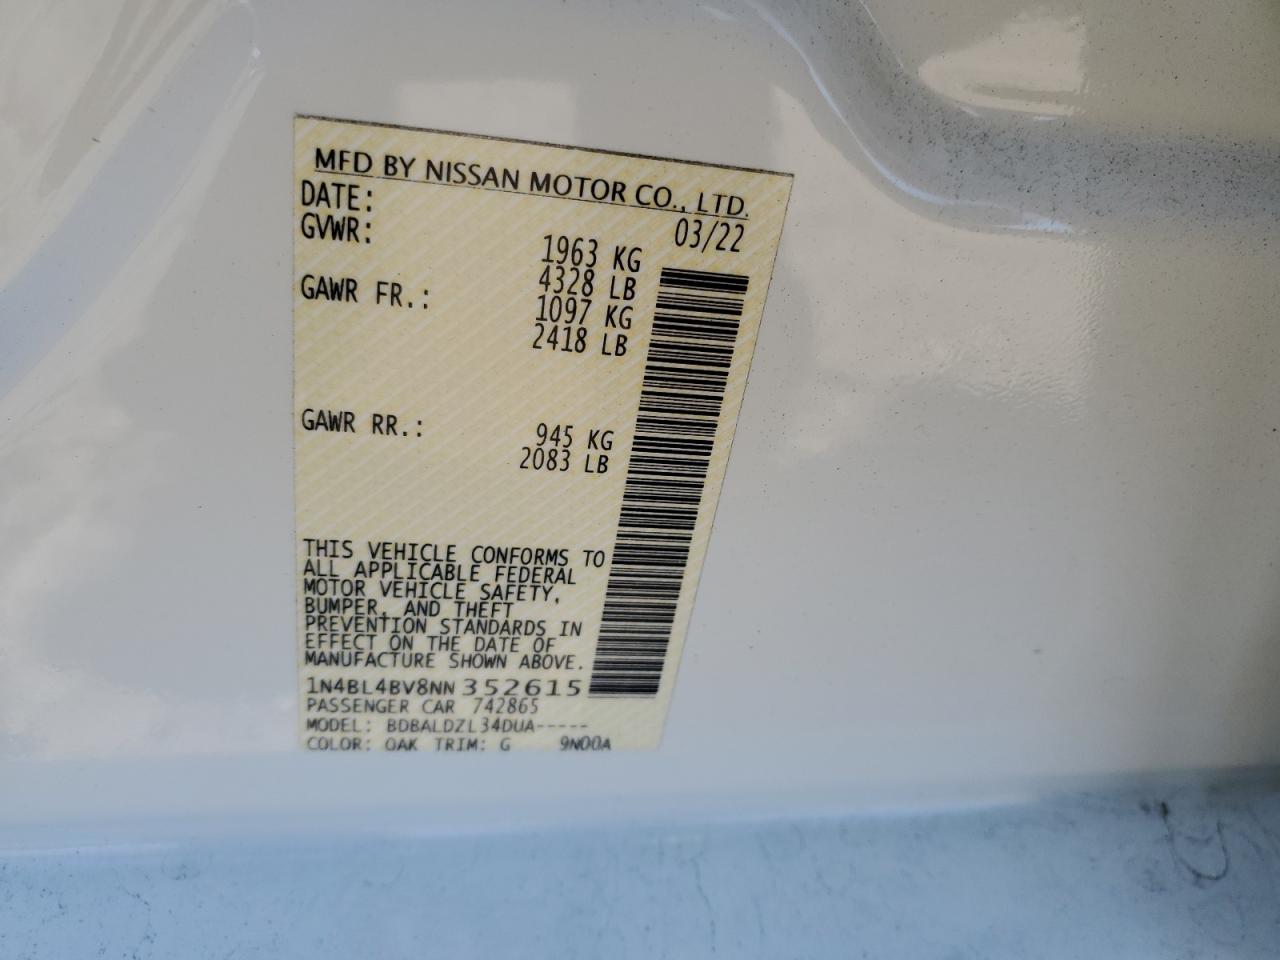 MFD BY NISSAN MOTOR CO., LTD.
DATE: 03/22
GVWR: 1963 KG
4328 LB
GAWR FR.: 1097 KG
2418 LB
GAWR RR.: 945 KG
2083 LB
THIS VEHICLE CONFORMS TO
ALL APPLICABLE FEDERAL
MOTOR VEHICLE SAFETY,
BUMPER, AND THEFT
PREVENTION STANDARDS IN
EFFECT ON THE DATE OF
MANUFACTURE SHOWN ABOVE.
1N4BL4BV8NN352615
PASSENGER CAR 742865
MODEL: BDBALDZL34DUA-----
COLOR: QAK TRIM: G 9N00A